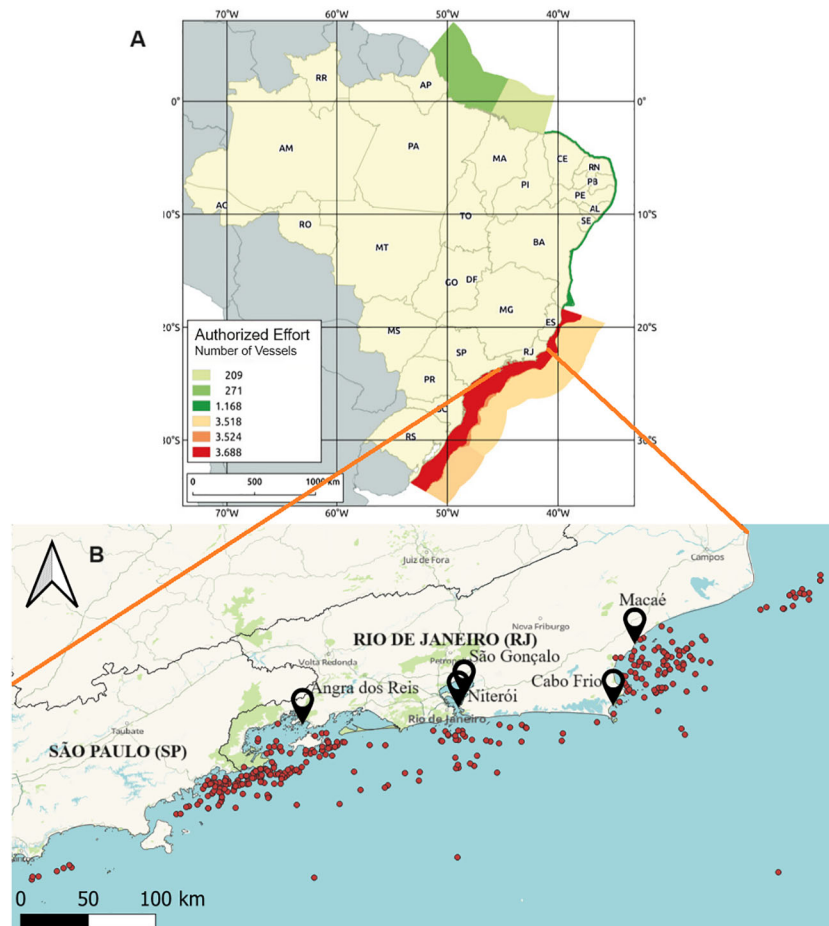 A
70°W
60°W
50°W
40°W
RR
AP
0°
0°
AM
PA
MA
CE
RN
PB
PI
PE
AL
SE
AC
10°S
10°S
RO
TO
BA
MT
GO
DF
MG
ES
20°S
MS
SP
RJ
PR
RS
30°S
Authorized Effort
Number of Vessels
209
271
1.168
3.518
3.524
3.688
0
500
1000 km
70°W
60°W
50°W
40°W
B
Juiz de Fora
Campos
Macaé
Nova Friburgo
RIO DE JANEIRO (RJ)
Volta Redonda
São Gonçalo
Angra dos Reis
Cabo Frio
Niterói
Rio de Janeiro
Taubate
SÃO PAULO (SP)
0
50
100 km